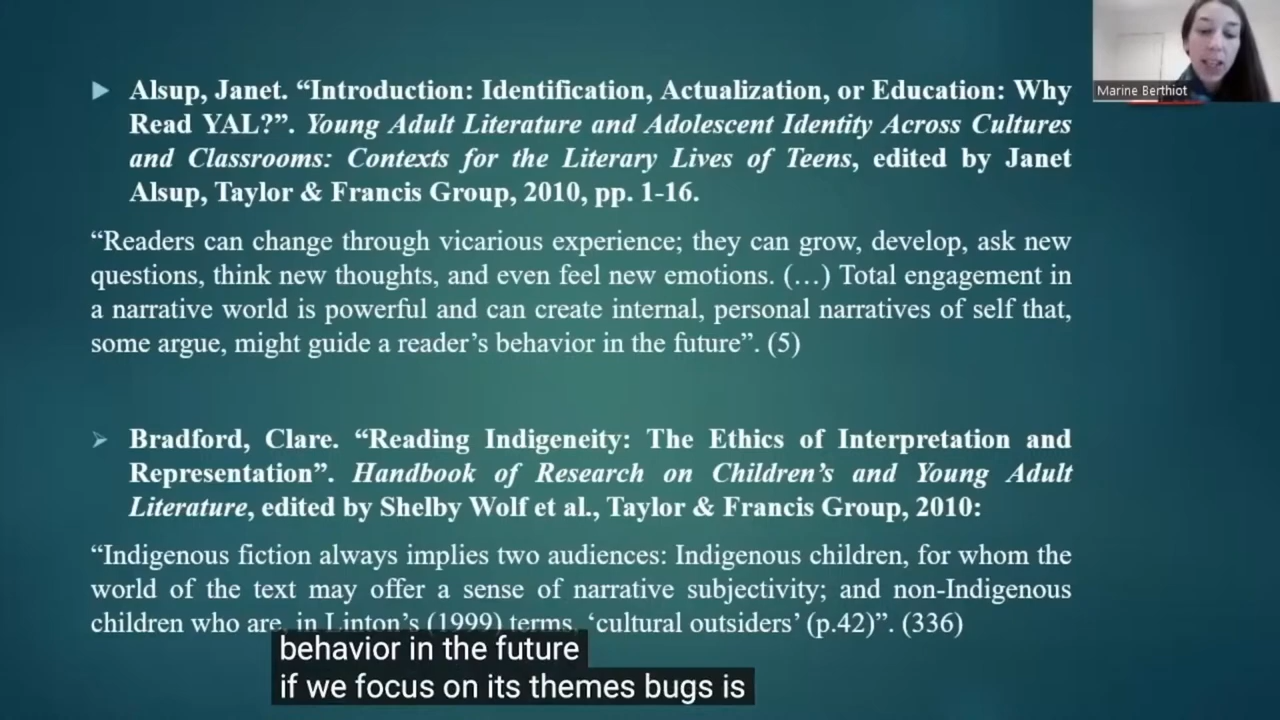 Alsup, Janet. “Introduction: Identification, Actualization, or Education: Why
Read YAL?”. Young Adult Literature and Adolescent Identity Across Cultures
and Classrooms: Contexts for the Literary Lives of Teens, edited by Janet
Alsup, Taylor & Francis Group, 2010, pp. 1-16.
“Readers can change through vicarious experience; they can grow, develop, ask new
questions, think new thoughts, and even feel new emotions. (…) Total engagement in
a narrative world is powerful and can create internal, personal narratives of self that,
some argue, might guide a reader’s behavior in the future”. (5)
Bradford, Clare. “Reading Indigeneity: The Ethics of Interpretation and
Representation”. Handbook of Research on Children’s and Young Adult
Literature, edited by Shelby Wolf et al., Taylor & Francis Group, 2010:
“Indigenous fiction always implies two audiences: Indigenous children, for whom the
world of the text may offer a sense of narrative subjectivity; and non-Indigenous
children who are, in Linton’s (1999) terms, ‘cultural outsiders’ (p.42)”. (336)
behavior in the future
if we focus on its themes bugs is
Marine Berthiot